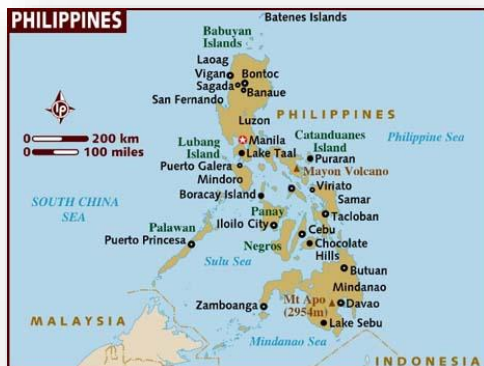 PHILIPPINES
Batenes Islands
Babuyan
Islands
Laoag
Vigan
Bontoc
Sagada
Banaue
San Fernando
Luzon
PHILIPPINES
200 km
100 miles
Manila
Catanduanes
Island
Philippine Sea
Lubang
Island
Lake Taal
Puraran
Puerto Galera
Mayon Volcano
Mindoro
Viriato
Boracay Island
Samar
SOUTH CHINA
SEA
Panay
Tacloban
Palawan
Iloilo City
Cebu
Puerto Princesa
Negros
Chocolate
Hills
Sulu Sea
Butuan
Mindanao
Zamboanga
Mt Apo
(2954m)
Davao
MALAYSIA
Lake Sebu
Mindanao Sea
INDONESIA
0
0
lp